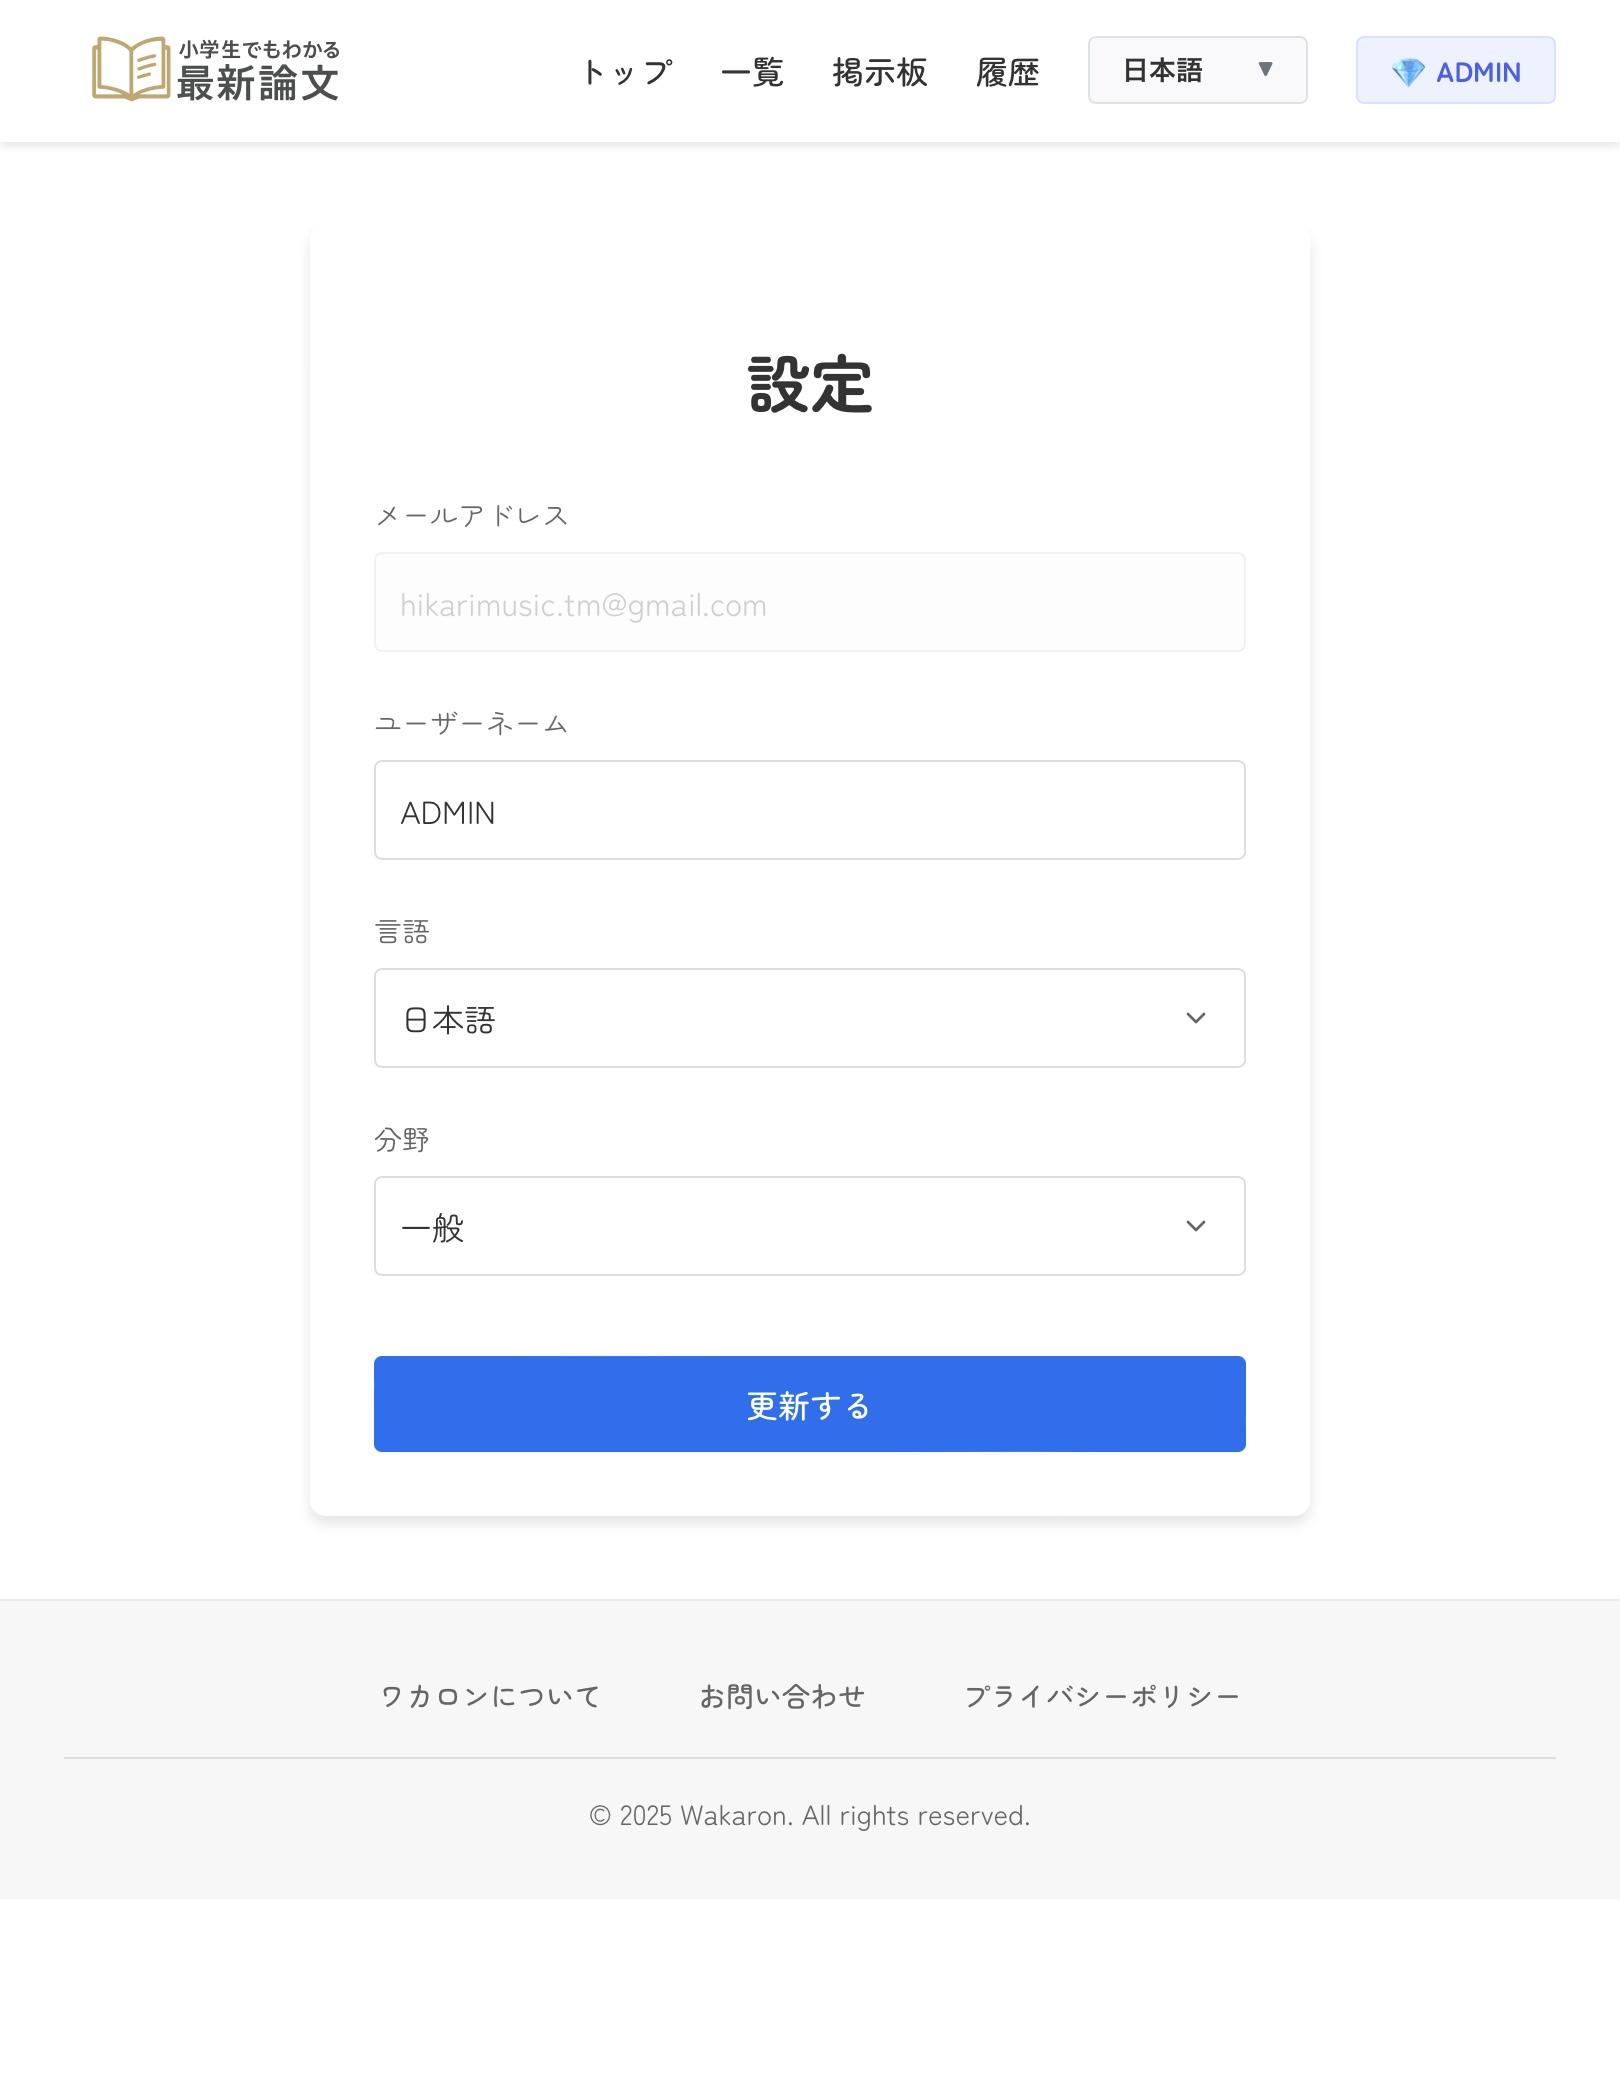 小学生でもわかる
最新論文
トップ 一覧 掲示板 履歴 日本語 ▼ 💎 ADMIN
設定
メールアドレス
hikarimusic.tm@gmail.com
ユーザーネーム
ADMIN
言語
日本語
分野
一般
更新する
ワカロンについて お問い合わせ プライバシーポリシー
© 2025 Wakaron. All rights reserved.